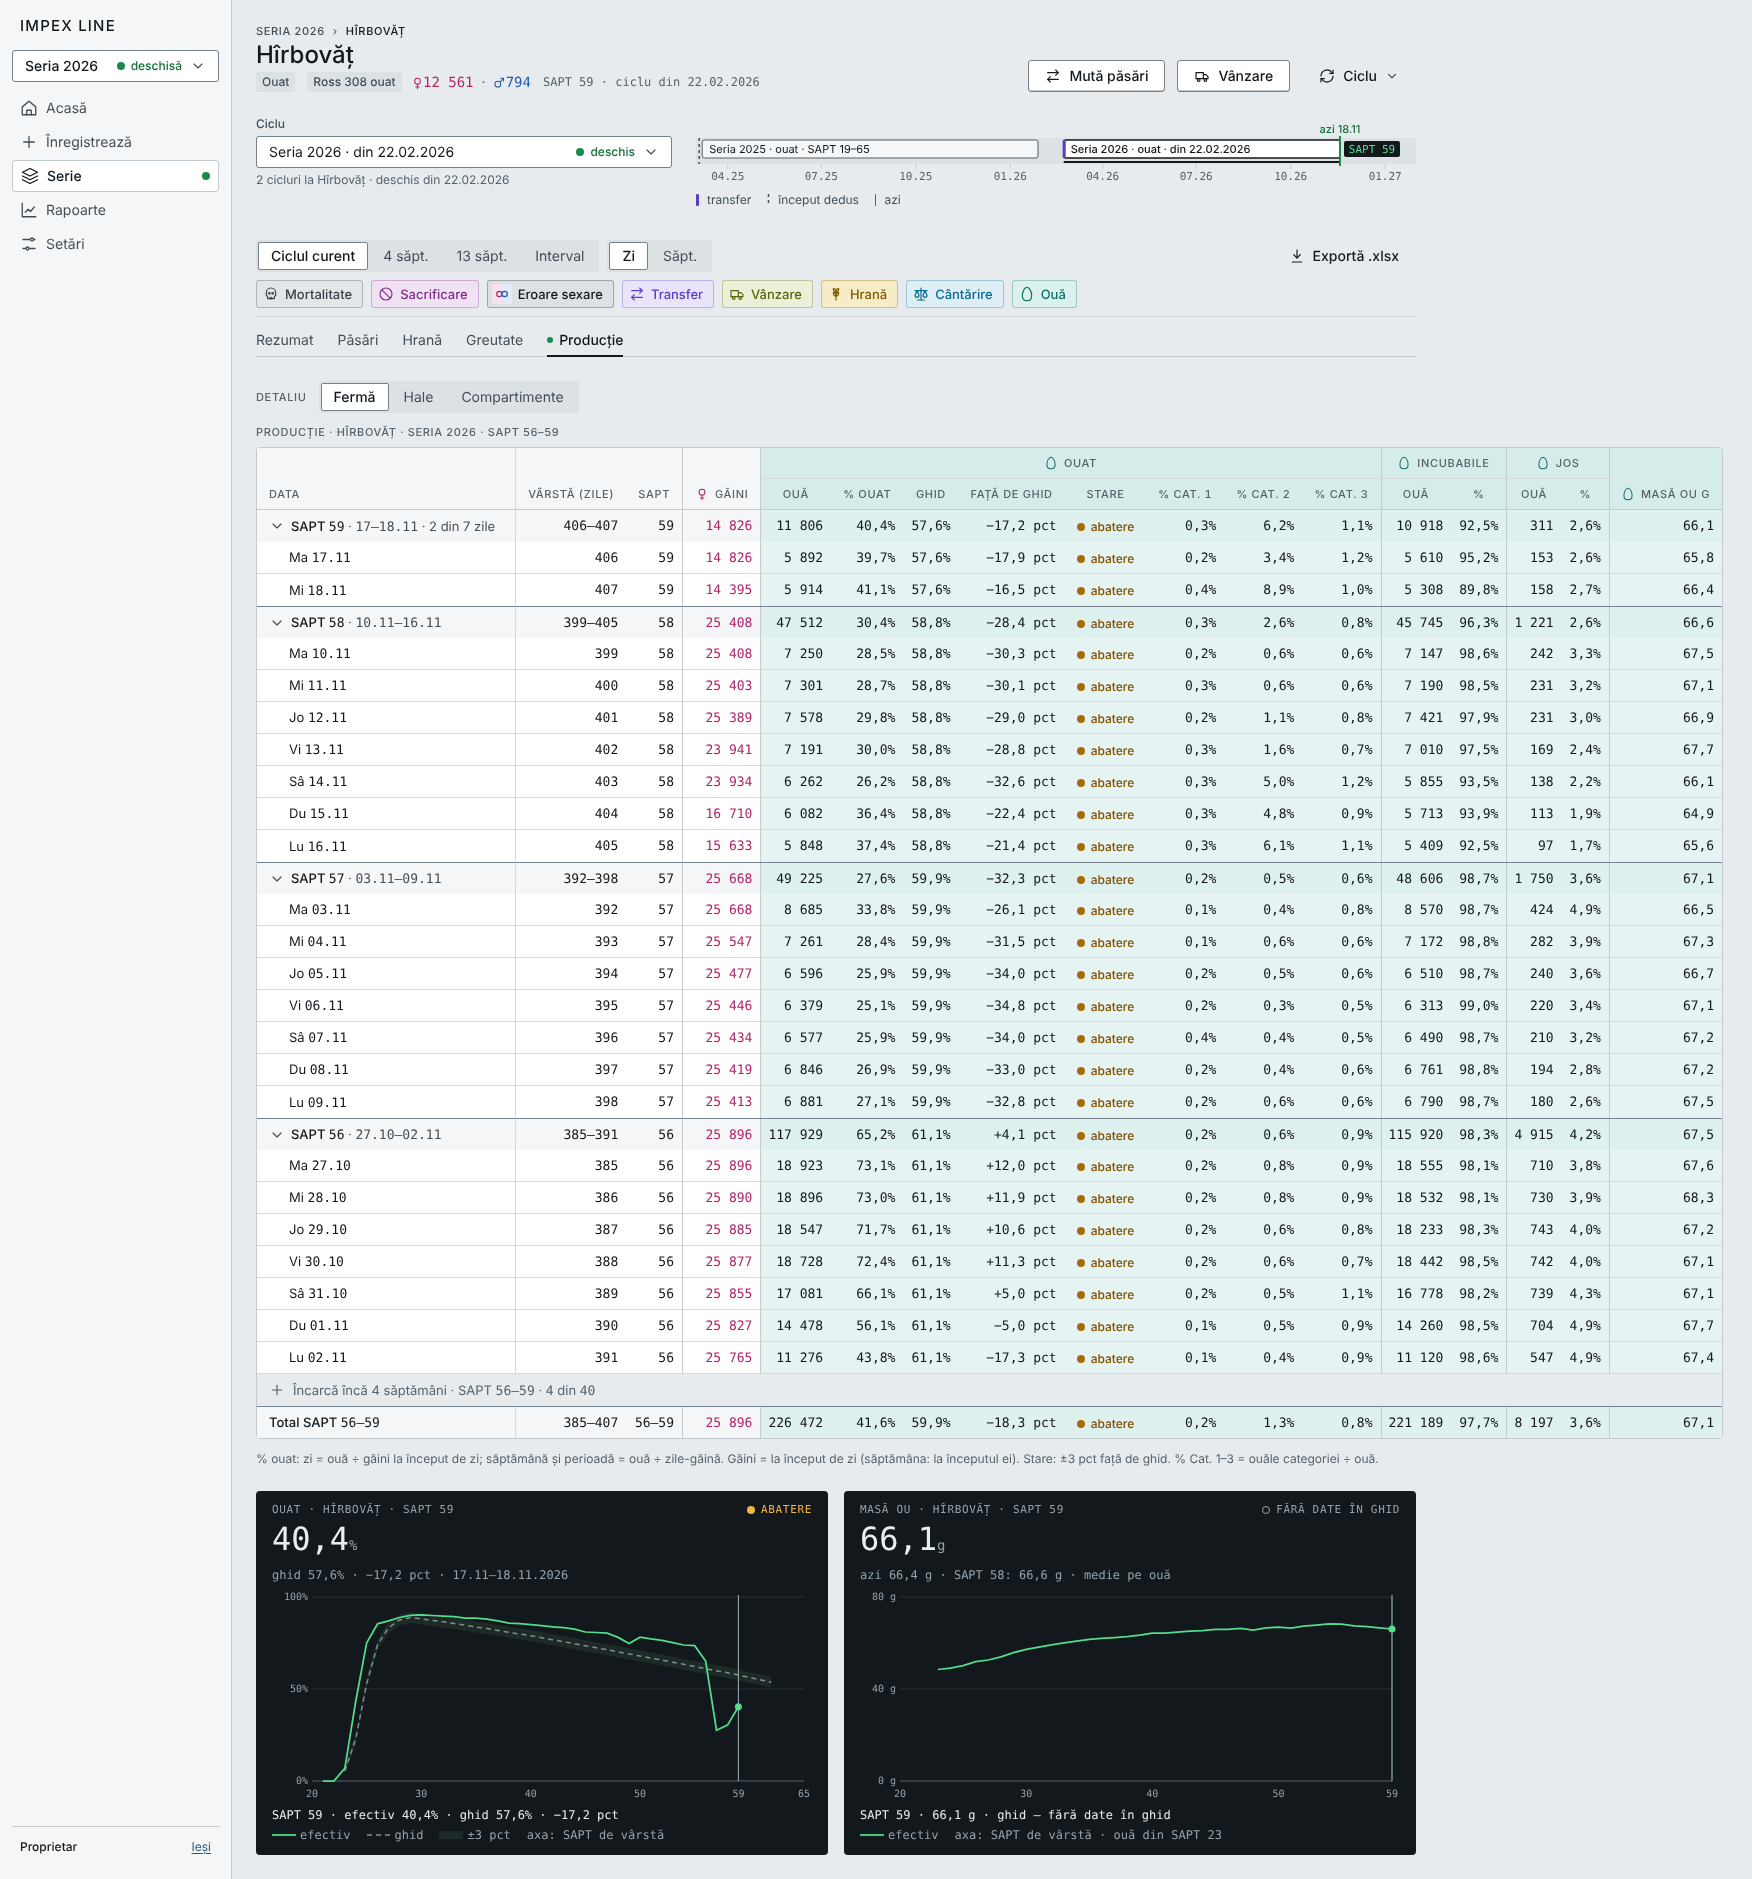 IMPEX LINE
Seria 2026 deschisă
Acasă
Înregistrează
Serie
Rapoarte
Setări
Proprietar Ieși
SERIA 2026 › HÎRBOVĂȚ
Hîrbovăț
Ouat Ross 308 ouat ♀12 561 · ♂794 SAPT 59 · ciclu din 22.02.2026
Mută păsări Vânzare Ciclu
Ciclu
Seria 2026 · din 22.02.2026 deschis
2 cicluri la Hîrbovăț · deschis din 22.02.2026
azi 18.11
Seria 2025 · ouat · SAPT 19–65 Seria 2026 · ouat · din 22.02.2026 SAPT 59
04.25 07.25 10.25 01.26 04.26 07.26 10.26 01.27
transfer început dedus azi
Ciclul curent 4 săpt. 13 săpt. Interval Zi Săpt. Exportă .xlsx
Mortalitate Sacrificare Eroare sexare Transfer Vânzare Hrană Cântărire Ouă
Rezumat Păsări Hrană Greutate Producție
DETALIU Fermă Hale Compartimente
PRODUCȚIE · HÎRBOVĂȚ · SERIA 2026 · SAPT 56–59
OUAT INCUBABILE JOS
DATA VÂRSTĂ (ZILE) SAPT ♀ GĂINI OUĂ % OUAT GHID FAȚĂ DE GHID STARE % CAT. 1 % CAT. 2 % CAT. 3 OUĂ % OUĂ % MASĂ OU G
SAPT 59 · 17–18.11 · 2 din 7 zile 406–407 59 14 826 11 806 40,4% 57,6% −17,2 pct abatere 0,3% 6,2% 1,1% 10 918 92,5% 311 2,6% 66,1
Ma 17.11 406 59 14 826 5 892 39,7% 57,6% −17,9 pct abatere 0,2% 3,4% 1,2% 5 610 95,2% 153 2,6% 65,8
Mi 18.11 407 59 14 395 5 914 41,1% 57,6% −16,5 pct abatere 0,4% 8,9% 1,0% 5 308 89,8% 158 2,7% 66,4
SAPT 58 · 10.11–16.11 399–405 58 25 408 47 512 30,4% 58,8% −28,4 pct abatere 0,3% 2,6% 0,8% 45 745 96,3% 1 221 2,6% 66,6
Ma 10.11 399 58 25 408 7 250 28,5% 58,8% −30,3 pct abatere 0,2% 0,6% 0,6% 7 147 98,6% 242 3,3% 67,5
Mi 11.11 400 58 25 403 7 301 28,7% 58,8% −30,1 pct abatere 0,3% 0,6% 0,6% 7 190 98,5% 231 3,2% 67,1
Jo 12.11 401 58 25 389 7 578 29,8% 58,8% −29,0 pct abatere 0,2% 1,1% 0,8% 7 421 97,9% 231 3,0% 66,9
Vi 13.11 402 58 23 941 7 191 30,0% 58,8% −28,8 pct abatere 0,3% 1,6% 0,7% 7 010 97,5% 169 2,4% 67,7
Sâ 14.11 403 58 23 934 6 262 26,2% 58,8% −32,6 pct abatere 0,3% 5,0% 1,2% 5 855 93,5% 138 2,2% 66,1
Du 15.11 404 58 16 710 6 082 36,4% 58,8% −22,4 pct abatere 0,3% 4,8% 0,9% 5 713 93,9% 113 1,9% 64,9
Lu 16.11 405 58 15 633 5 848 37,4% 58,8% −21,4 pct abatere 0,3% 6,1% 1,1% 5 409 92,5% 97 1,7% 65,6
SAPT 57 · 03.11–09.11 392–398 57 25 668 49 225 27,6% 59,9% −32,3 pct abatere 0,2% 0,5% 0,6% 48 606 98,7% 1 750 3,6% 67,1
Ma 03.11 392 57 25 668 8 685 33,8% 59,9% −26,1 pct abatere 0,1% 0,4% 0,8% 8 570 98,7% 424 4,9% 66,5
Mi 04.11 393 57 25 547 7 261 28,4% 59,9% −31,5 pct abatere 0,1% 0,6% 0,6% 7 172 98,8% 282 3,9% 67,3
Jo 05.11 394 57 25 477 6 596 25,9% 59,9% −34,0 pct abatere 0,2% 0,5% 0,6% 6 510 98,7% 240 3,6% 66,7
Vi 06.11 395 57 25 446 6 379 25,1% 59,9% −34,8 pct abatere 0,2% 0,3% 0,5% 6 313 99,0% 220 3,4% 67,1
Sâ 07.11 396 57 25 434 6 577 25,9% 59,9% −34,0 pct abatere 0,4% 0,4% 0,5% 6 490 98,7% 210 3,2% 67,2
Du 08.11 397 57 25 419 6 846 26,9% 59,9% −33,0 pct abatere 0,2% 0,4% 0,6% 6 761 98,8% 194 2,8% 67,2
Lu 09.11 398 57 25 413 6 881 27,1% 59,9% −32,8 pct abatere 0,2% 0,6% 0,6% 6 790 98,7% 180 2,6% 67,5
SAPT 56 · 27.10–02.11 385–391 56 25 896 117 929 65,2% 61,1% +4,1 pct abatere 0,2% 0,6% 0,9% 115 920 98,3% 4 915 4,2% 67,5
Ma 27.10 385 56 25 896 18 923 73,1% 61,1% +12,0 pct abatere 0,2% 0,8% 0,9% 18 555 98,1% 710 3,8% 67,6
Mi 28.10 386 56 25 890 18 896 73,0% 61,1% +11,9 pct abatere 0,2% 0,8% 0,9% 18 532 98,1% 730 3,9% 68,3
Jo 29.10 387 56 25 885 18 547 71,7% 61,1% +10,6 pct abatere 0,2% 0,6% 0,8% 18 233 98,3% 743 4,0% 67,2
Vi 30.10 388 56 25 877 18 728 72,4% 61,1% +11,3 pct abatere 0,2% 0,6% 0,7% 18 442 98,5% 742 4,0% 67,1
Sâ 31.10 389 56 25 855 17 081 66,1% 61,1% +5,0 pct abatere 0,2% 0,5% 1,1% 16 778 98,2% 739 4,3% 67,1
Du 01.11 390 56 25 827 14 478 56,1% 61,1% −5,0 pct abatere 0,1% 0,5% 0,9% 14 260 98,5% 704 4,9% 67,7
Lu 02.11 391 56 25 765 11 276 43,8% 61,1% −17,3 pct abatere 0,1% 0,4% 0,9% 11 120 98,6% 547 4,9% 67,4
Încarcă încă 4 săptămâni · SAPT 56–59 · 4 din 40
Total SAPT 56–59 385–407 56–59 25 896 226 472 41,6% 59,9% −18,3 pct abatere 0,2% 1,3% 0,8% 221 189 97,7% 8 197 3,6% 67,1
% ouat: zi = ouă ÷ găini la început de zi; săptămână și perioadă = ouă ÷ zile-găină. Găini = la început de zi (săptămâna: la începutul ei). Stare: ±3 pct față de ghid. % Cat. 1–3 = ouăle categoriei ÷ ouă.
OUAT · HÎRBOVĂȚ · SAPT 59 ABATERE
40,4%
ghid 57,6% · −17,2 pct · 17.11–18.11.2026
100%
50%
0%
20 30 40 50 59 65
SAPT 59 · efectiv 40,4% · ghid 57,6% · −17,2 pct
efectiv ghid ±3 pct axa: SAPT de vârstă
MASĂ OU · HÎRBOVĂȚ · SAPT 59 FĂRĂ DATE ÎN GHID
66,1g
azi 66,4 g · SAPT 58: 66,6 g · medie pe ouă
80 g
40 g
0 g
20 30 40 50 59
SAPT 59 · 66,1 g · ghid — fără date în ghid
efectiv axa: SAPT de vârstă · ouă din SAPT 23